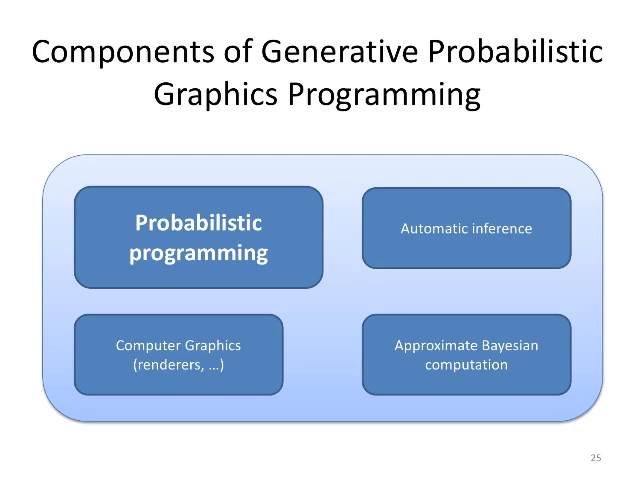 Components of Generative Probabilistic
Graphics Programming
Probabilistic
programming
Automatic inference
Computer Graphics
(renderers, …)
Approximate Bayesian
computation
25